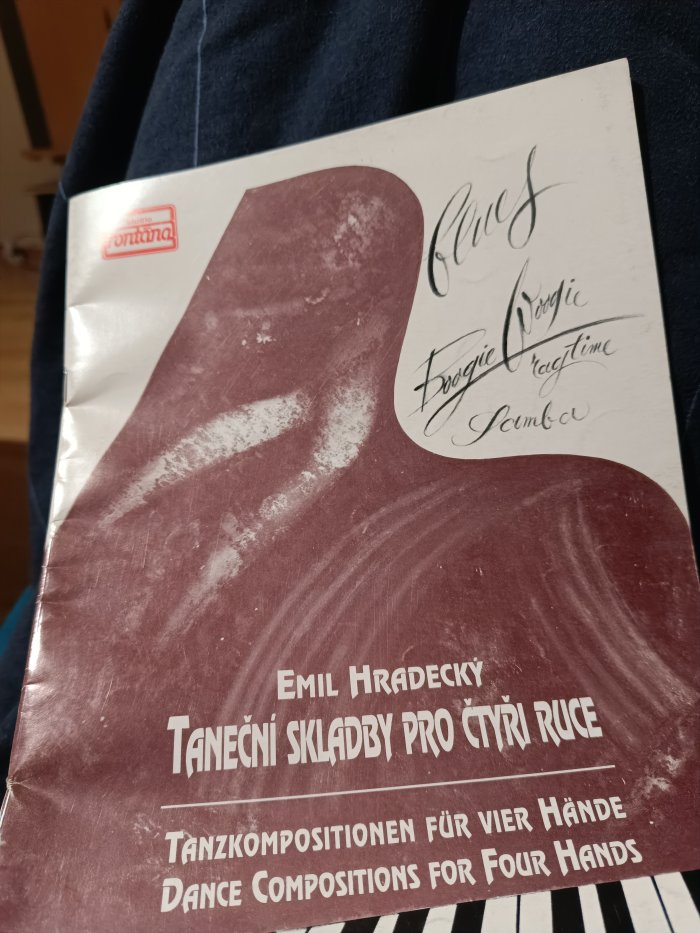 fontána
Blues
Boogie Woogie
ragtime
Samba
EMIL HRADECKÝ
TANEČNÍ SKLADBY PRO ČTYŘI RUCE
TANZKOMPOSITIONEN FÜR VIER HÄNDE
DANCE COMPOSITIONS FOR FOUR HANDS